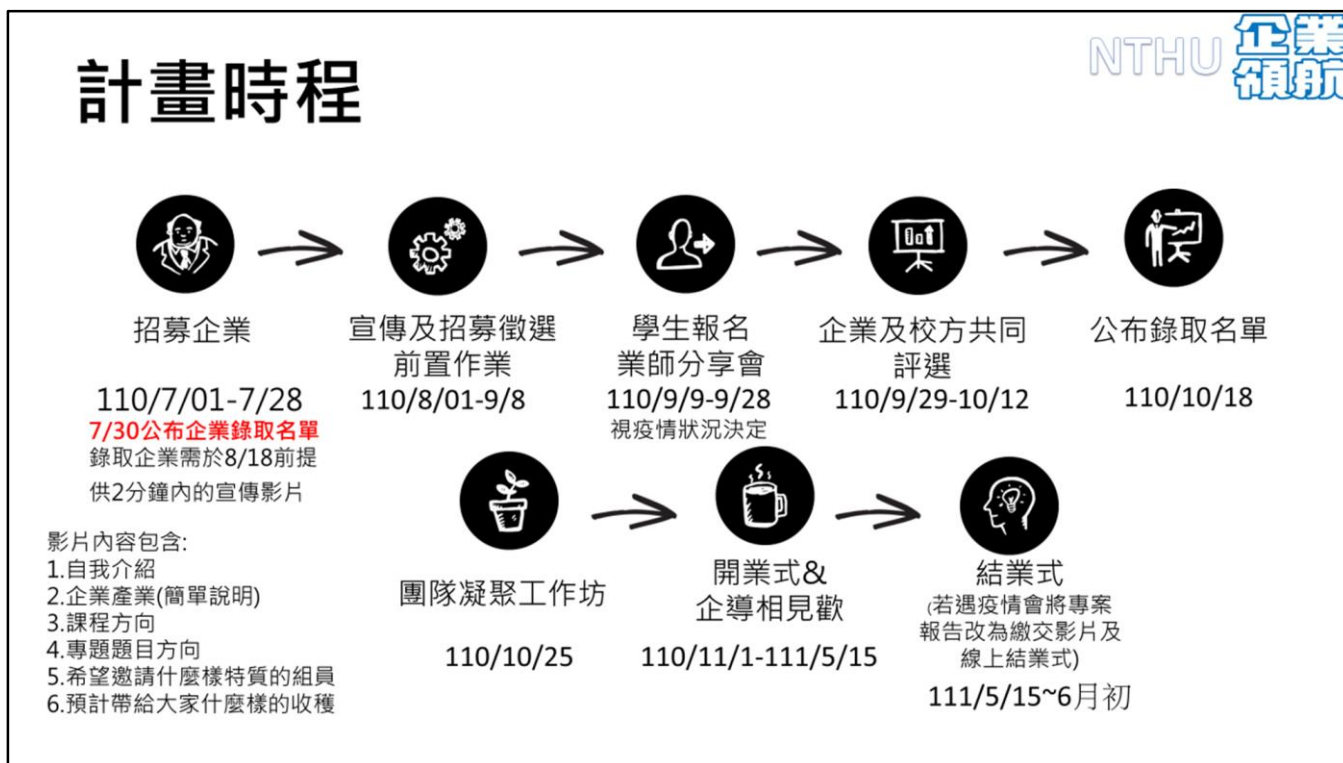 計畫時程
NTHU 企業
領航
招募企業
110/7/01-7/28
7/30公布企業錄取名單
錄取企業需於8/18前提
供2分鐘內的宣傳影片
影片內容包含:
1.自我介紹
2.企業產業(簡單說明)
3.課程方向
4.專題題目方向
5.希望邀請什麼樣特質的組員
6.預計帶給大家什麼樣的收穫
宣傳及招募徵選
前置作業
110/8/01-9/8
學生報名
業師分享會
110/9/9-9/28
視疫情狀況決定
企業及校方共同
評選
110/9/29-10/12
公布錄取名單
110/10/18
團隊凝聚工作坊
110/10/25
開業式&
企導相見歡
110/11/1-111/5/15
結業式
(若遇疫情會將專案
報告改為繳交影片及
線上結業式)
111/5/15~6月初